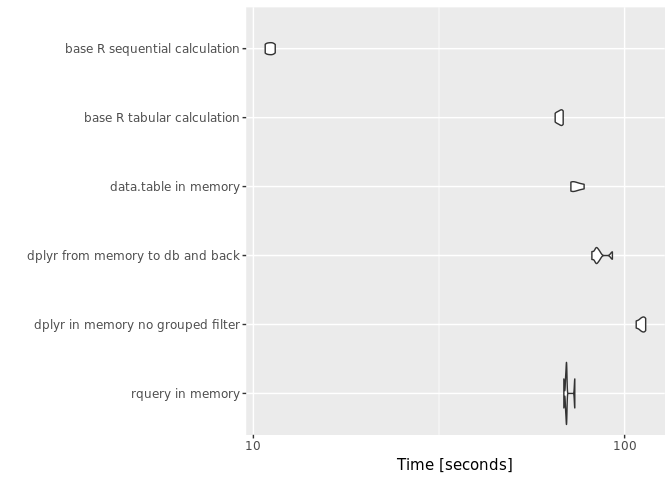 base R sequential calculation
base R tabular calculation
data.table in memory
dplyr from memory to db and back
dplyr in memory no grouped filter
rquery in memory
10 100
Time [seconds]